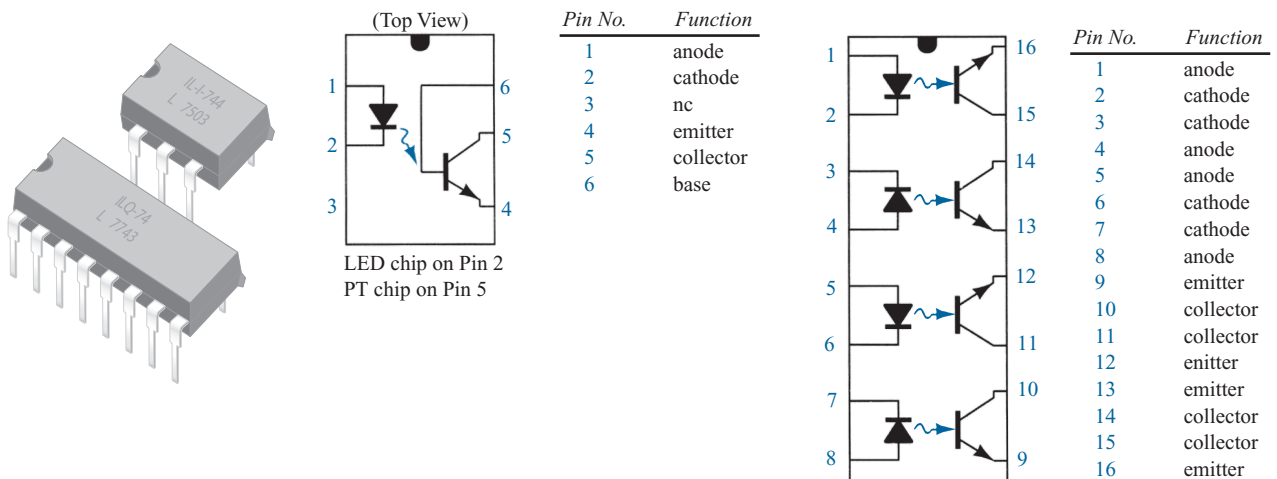 IL-I-744
L 7503
ILQ-74
L 7743
(Top View)
1
2
3
6
5
4
LED chip on Pin 2
PT chip on Pin 5
Pin No. Function
1 anode
2 cathode
3 nc
4 emitter
5 collector
6 base
1
2
3
4
5
6
7
8
16
15
14
13
12
11
10
9
Pin No. Function
1 anode
2 cathode
3 cathode
4 anode
5 anode
6 cathode
7 cathode
8 anode
9 emitter
10 collector
11 collector
12 enitter
13 emitter
14 collector
15 collector
16 emitter